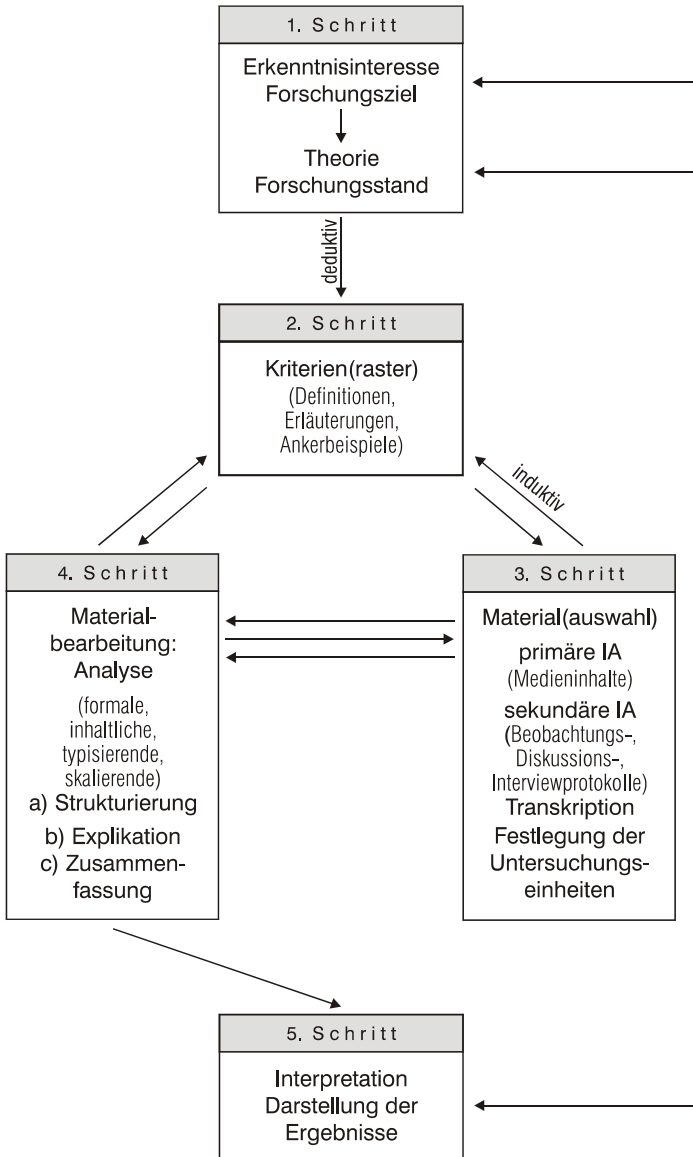 1. Schritt
Erkenntnisinteresse
Forschungsziel
Theorie
Forschungsstand
deduktiv
2. Schritt
Kriterien(raster)
(Definitionen,
Erläuterungen,
Ankerbeispiele)
induktiv
4. Schritt
Material-
bearbeitung:
Analyse
(formale,
inhaltliche,
typisierende,
skalierende)
a) Strukturierung
b) Explikation
c) Zusammen-
fassung
3. Schritt
Material(auswahl)
primäre IA
(Medieninhalte)
sekundäre IA
(Beobachtungs-,
Diskussions-,
Interviewprotokolle)
Transkription
Festlegung der
Untersuchungs-
einheiten
5. Schritt
Interpretation
Darstellung der
Ergebnisse